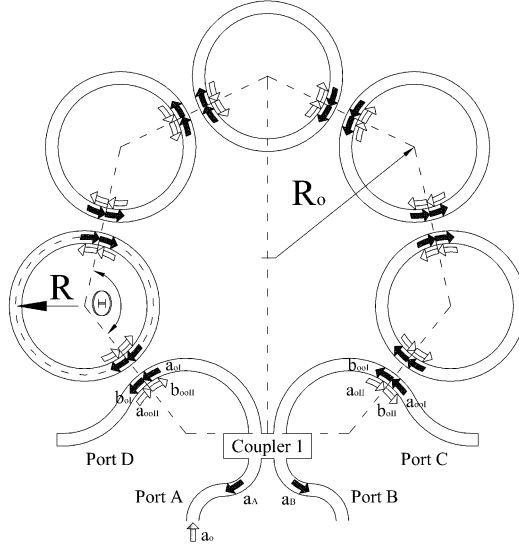 Ro
R
Θ
aoI
booI
boI
booII
aooII
aoII
boII
aooI
Coupler 1
Port D
Port C
Port A
aA
aB
Port B
ao